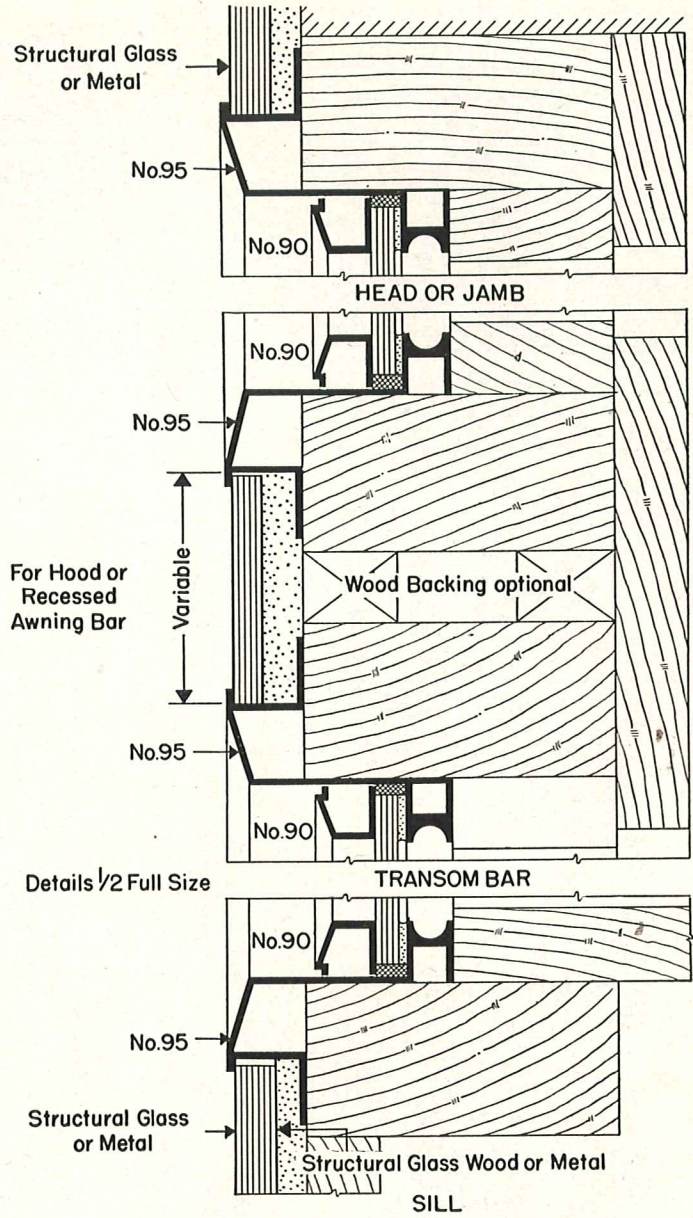 Structural Glass
or Metal
No.95
No.90
HEAD OR JAMB
No.90
No.95
For Hood or
Recessed
Awning Bar
Variable
Wood Backing optional
No.95
No.90
Details 1/2 Full Size
TRANSOM BAR
No.90
No.95
Structural Glass
or Metal
Structural Glass Wood or Metal
SILL